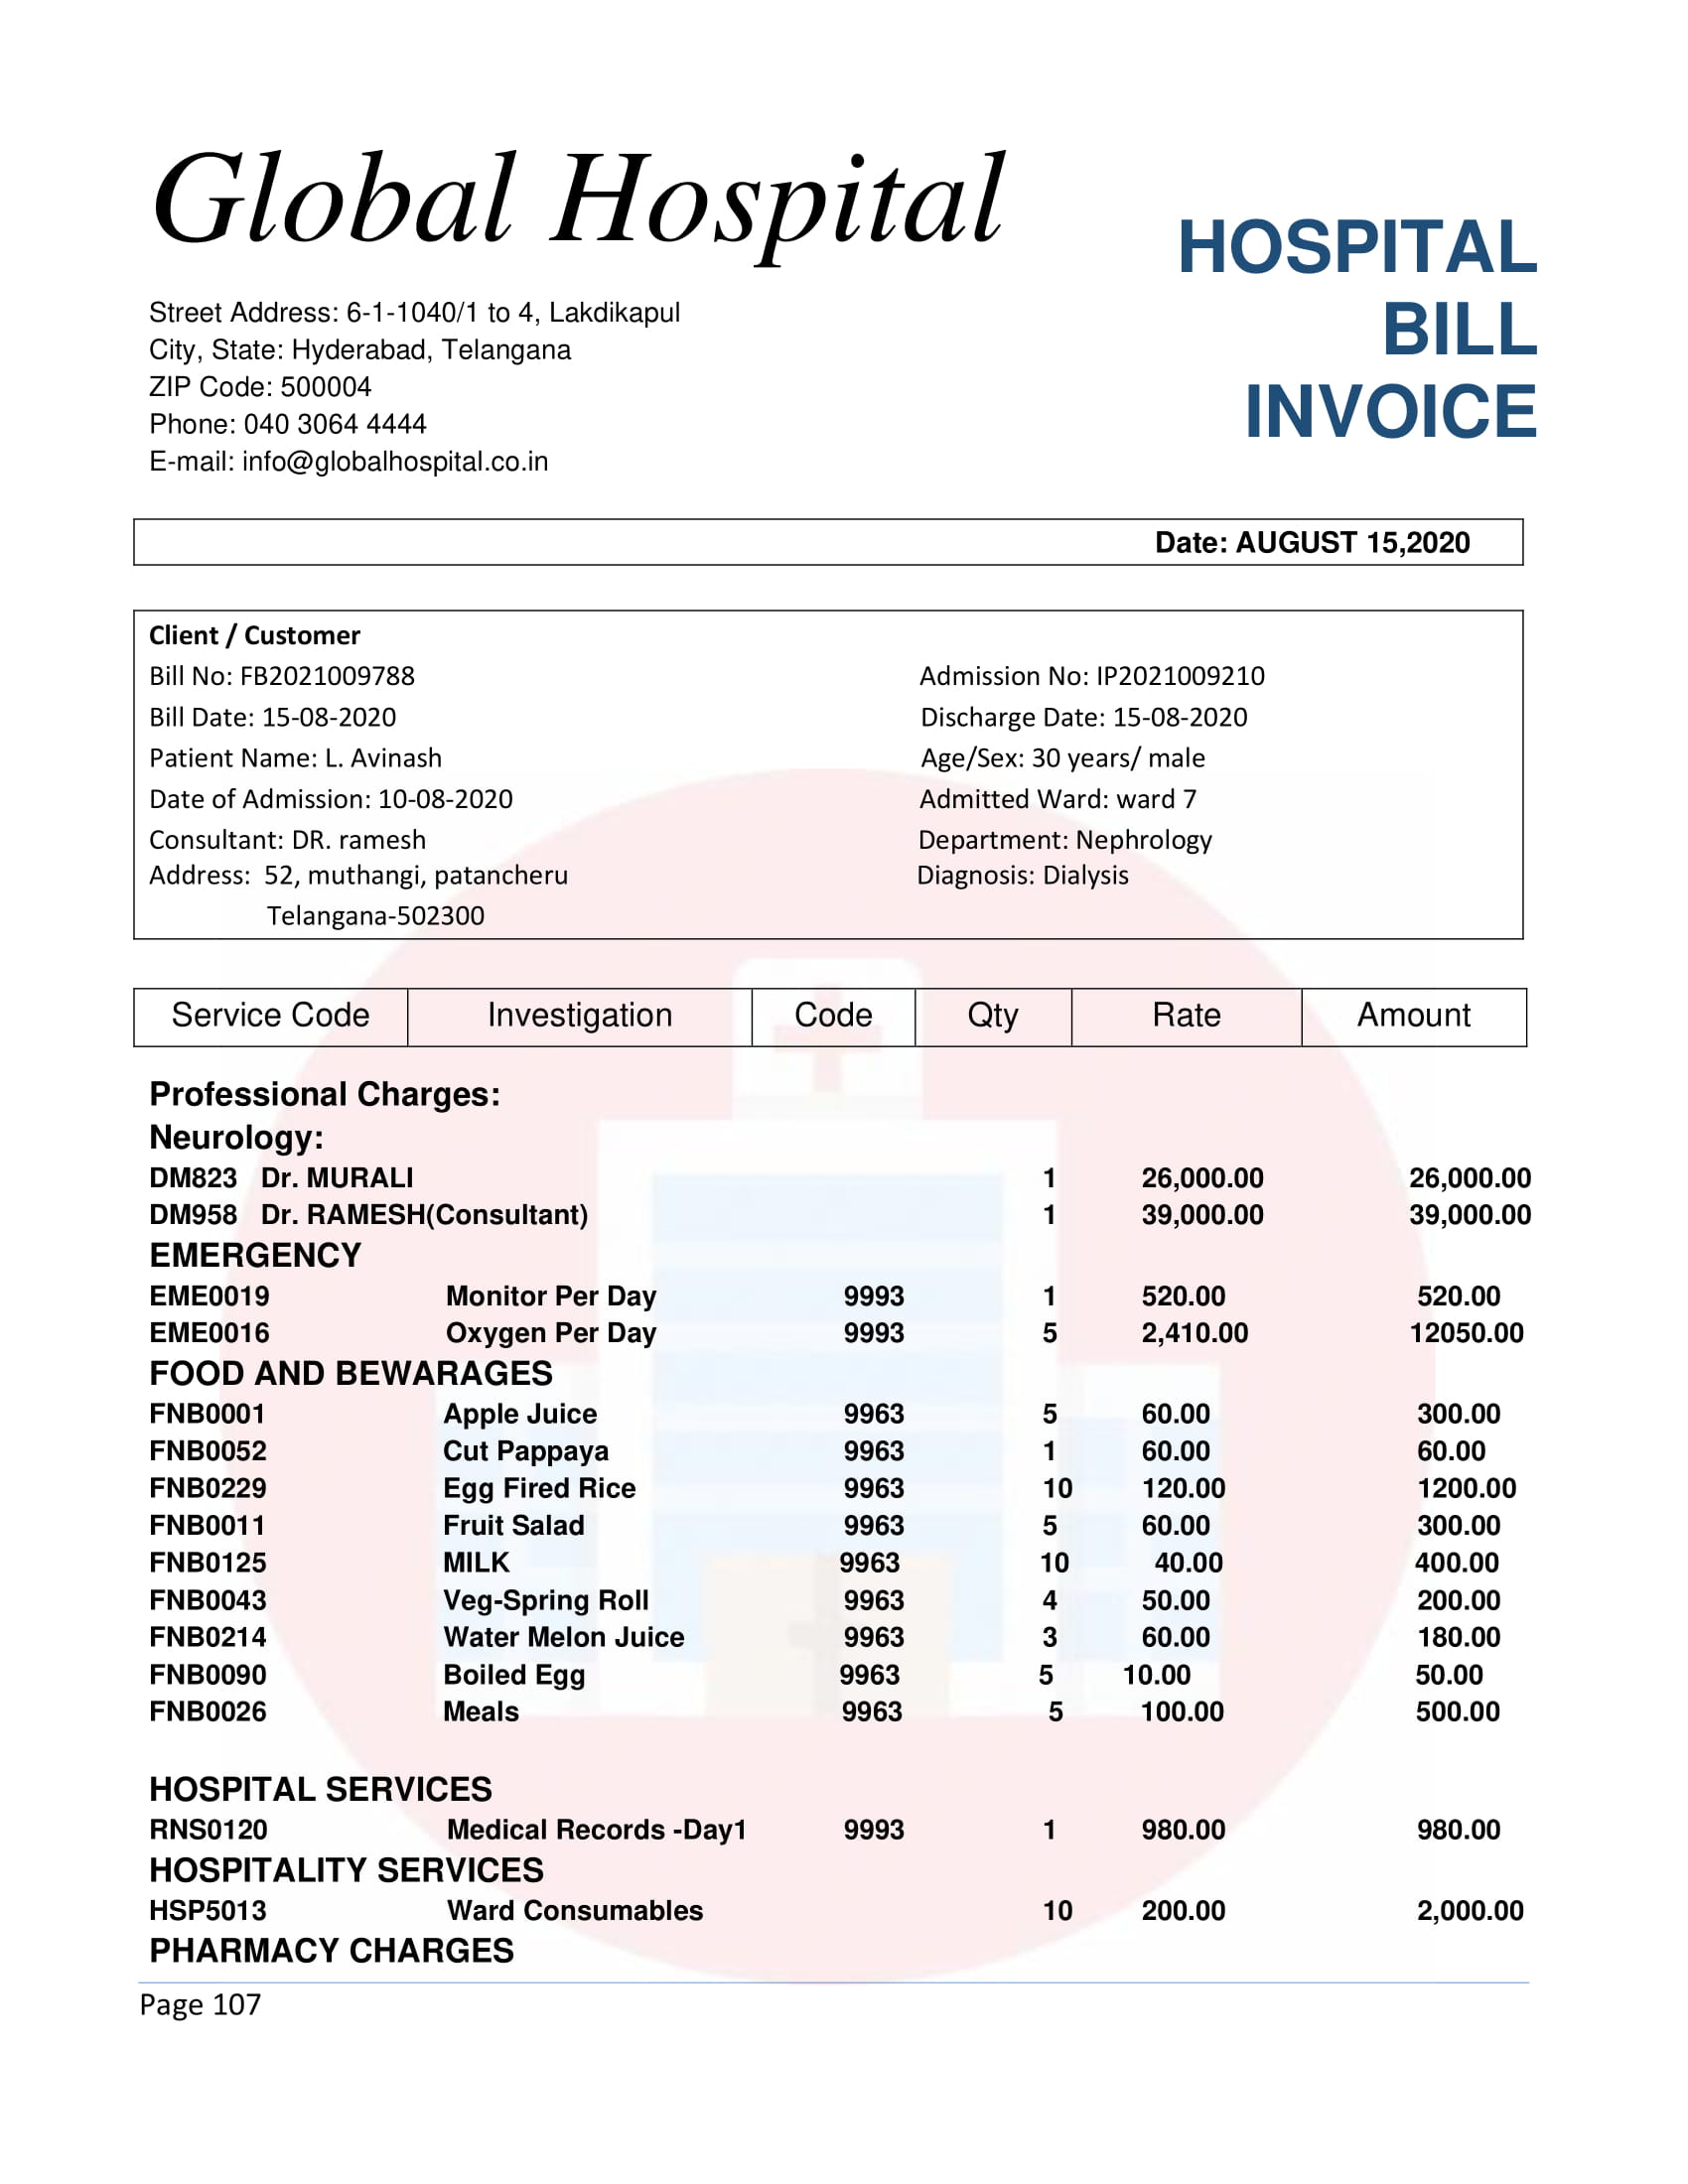 Global Hospital
HOSPITAL
BILL
INVOICE
Street Address: 6-1-1040/1 to 4, Lakdikapul
City, State: Hyderabad, Telangana
ZIP Code: 500004
Phone: 040 3064 4444
E-mail: info@globalhospital.co.in
Date: AUGUST 15,2020
Client / Customer
Bill No: FB2021009788 Admission No: IP2021009210
Bill Date: 15-08-2020 Discharge Date: 15-08-2020
Patient Name: L. Avinash Age/Sex: 30 years/ male
Date of Admission: 10-08-2020 Admitted Ward: ward 7
Consultant: DR. ramesh Department: Nephrology
Address: 52, muthangi, patancheru Diagnosis: Dialysis
Telangana-502300
Service Code Investigation Code Qty Rate Amount
Professional Charges:
Neurology:
DM823 Dr. MURALI 1 26,000.00 26,000.00
DM958 Dr. RAMESH(Consultant) 1 39,000.00 39,000.00
EMERGENCY
EME0019 Monitor Per Day 9993 1 520.00 520.00
EME0016 Oxygen Per Day 9993 5 2,410.00 12050.00
FOOD AND BEWARAGES
FNB0001 Apple Juice 9963 5 60.00 300.00
FNB0052 Cut Pappaya 9963 1 60.00 60.00
FNB0229 Egg Fired Rice 9963 10 120.00 1200.00
FNB0011 Fruit Salad 9963 5 60.00 300.00
FNB0125 MILK 9963 10 40.00 400.00
FNB0043 Veg-Spring Roll 9963 4 50.00 200.00
FNB0214 Water Melon Juice 9963 3 60.00 180.00
FNB0090 Boiled Egg 9963 5 10.00 50.00
FNB0026 Meals 9963 5 100.00 500.00
HOSPITAL SERVICES
RNS0120 Medical Records -Day1 9993 1 980.00 980.00
HOSPITALITY SERVICES
HSP5013 Ward Consumables 10 200.00 2,000.00
PHARMACY CHARGES
Page 107